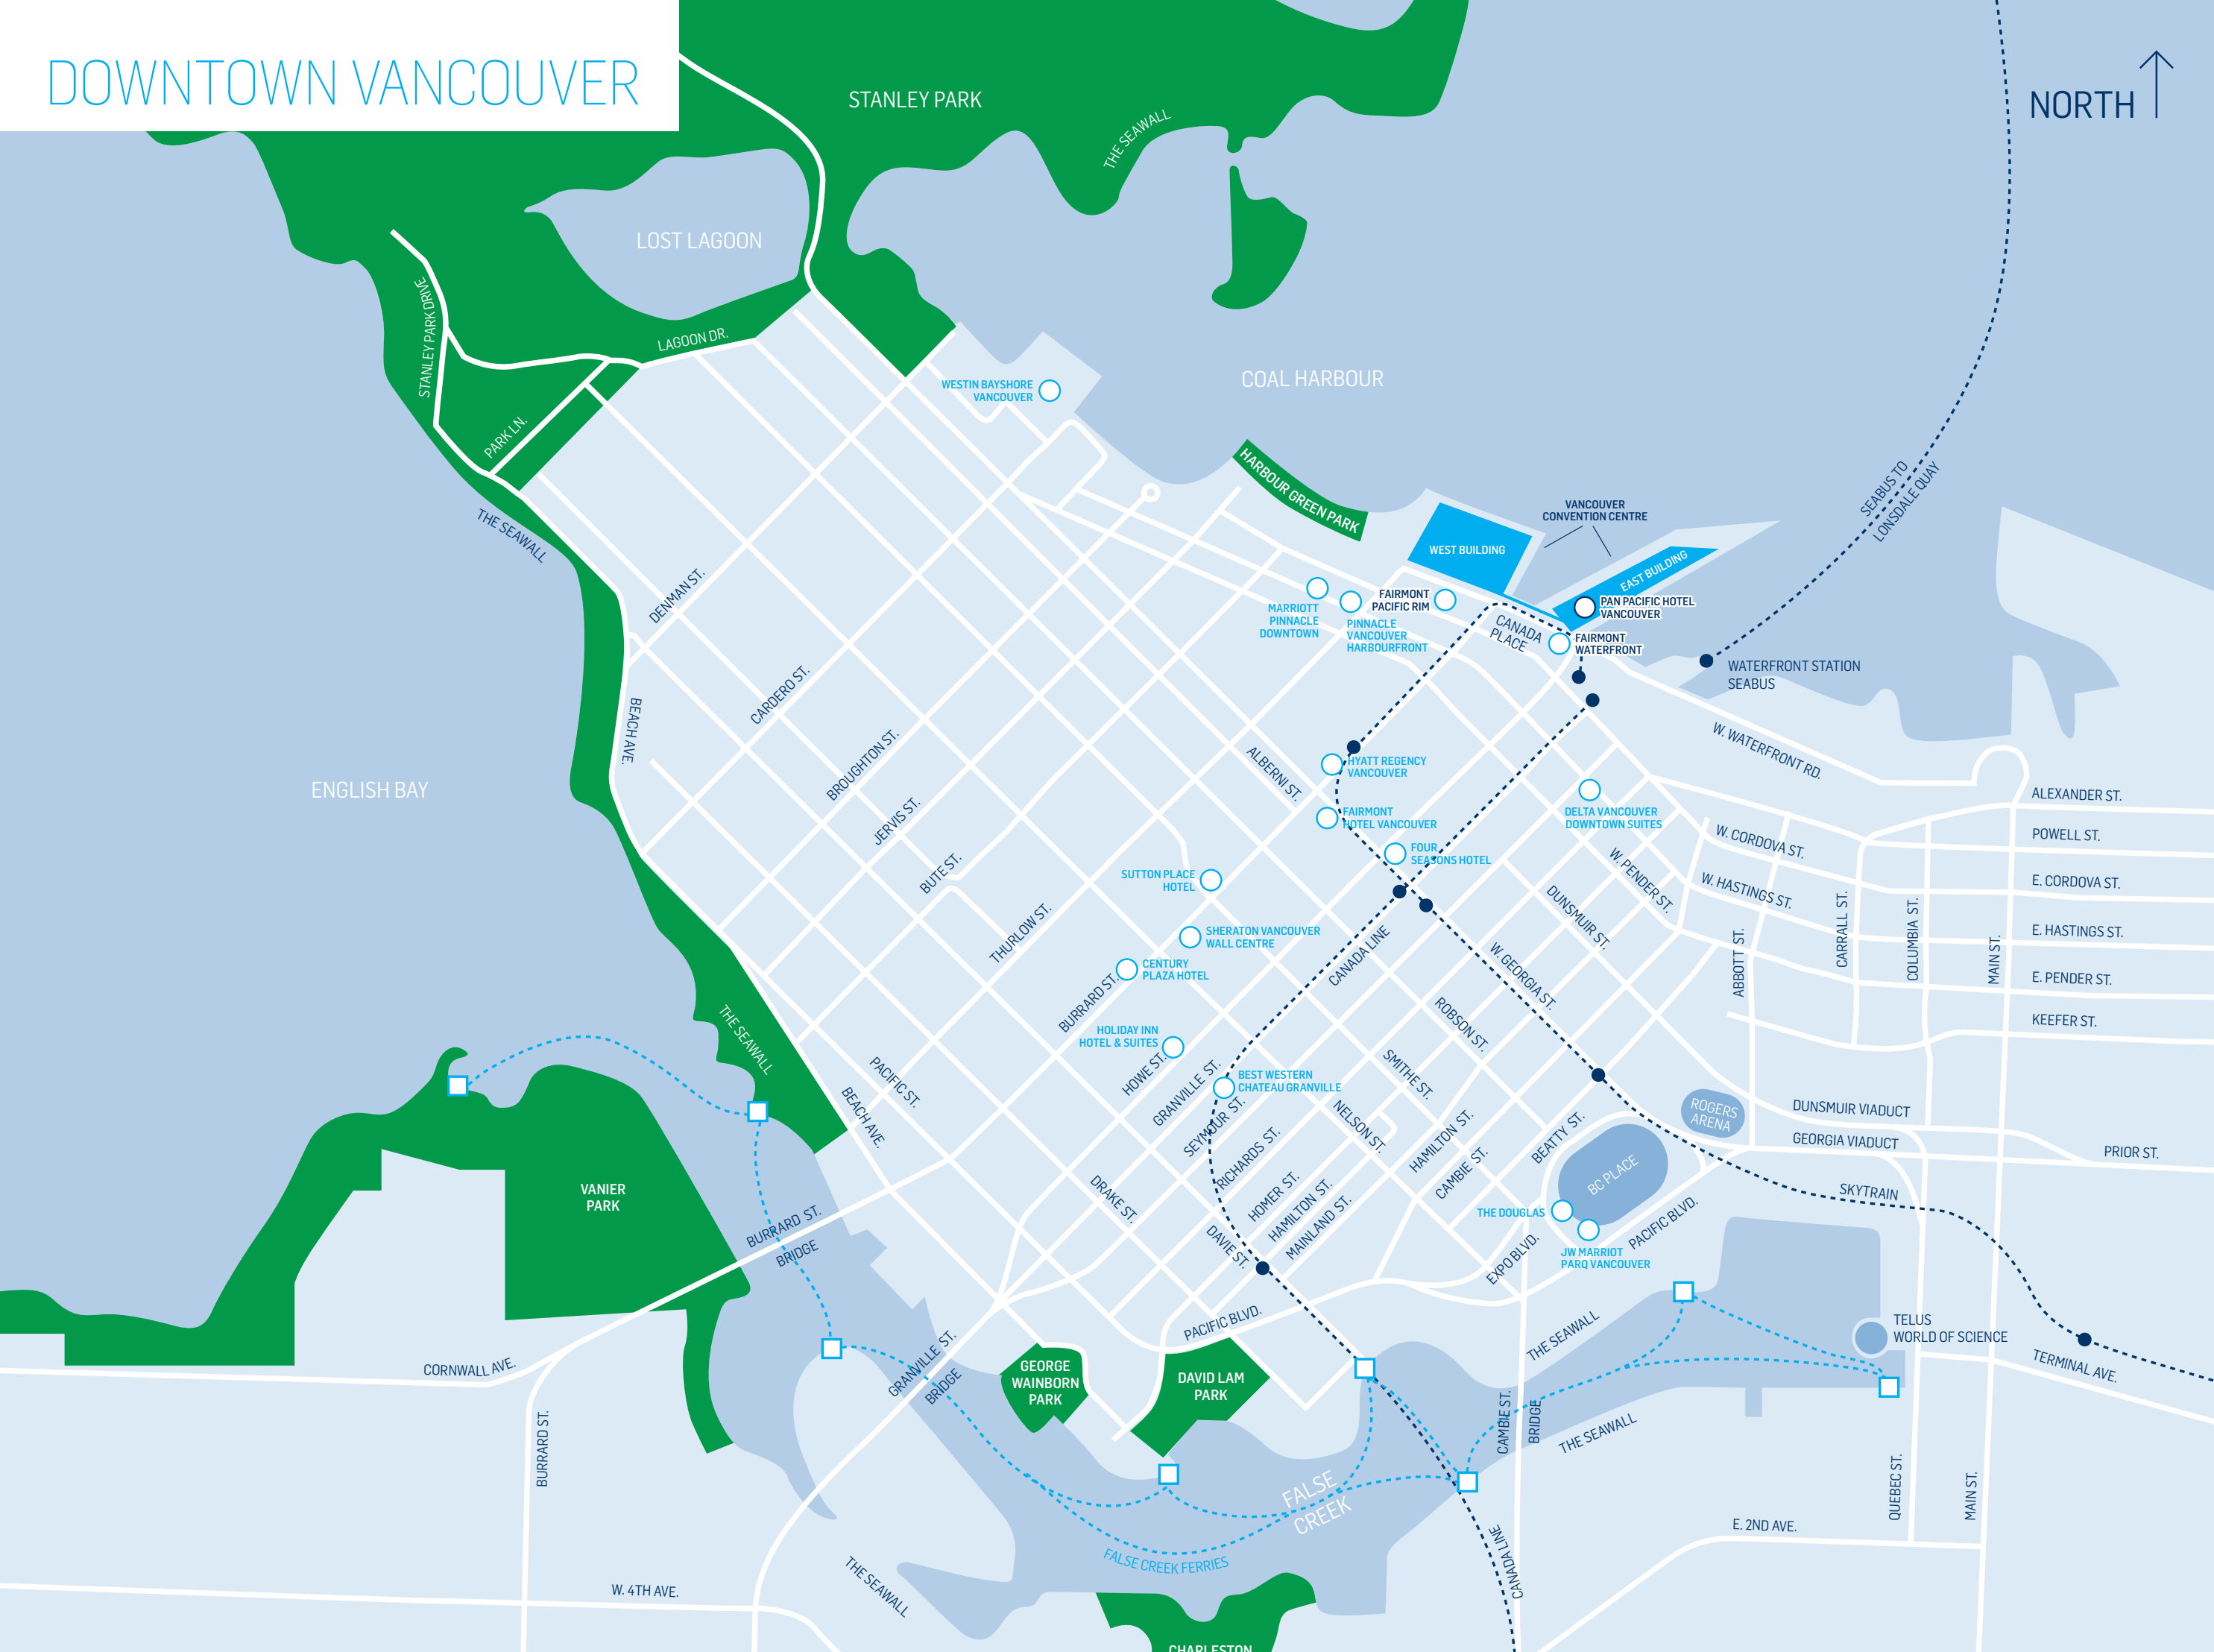 DOWNTOWN VANCOUVER
NORTH
STANLEY PARK
THE SEAWALL
LOST LAGOON
STANLEY PARK DRIVE
LAGOON DR.
PARK LN.
WESTIN BAYSHORE
VANCOUVER
COAL HARBOUR
HARBOUR GREEN PARK
SEABUS TO
LONSDALE QUAY
VANCOUVER
CONVENTION CENTRE
WEST BUILDING
EAST BUILDING
THE SEAWALL
DENMAN ST.
MARRIOTT
PINNACLE
DOWNTOWN
PINNACLE
VANCOUVER
HARBOURFRONT
FAIRMONT
PACIFIC RIM
PAN PACIFIC HOTEL
VANCOUVER
CANADA
PLACE
FAIRMONT
WATERFRONT
WATERFRONT STATION
SEABUS
CARDERO ST.
BEACH AVE.
BROUGHTON ST.
ENGLISH BAY
JERVIS ST.
BUTE ST.
THURLOW ST.
ALBERNI ST.
HYATT REGENCY
VANCOUVER
FAIRMONT
HOTEL VANCOUVER
FOUR
SEASONS HOTEL
DELTA VANCOUVER
DOWNTOWN SUITES
W. WATERFRONT RD.
ALEXANDER ST.
POWELL ST.
W. CORDOVA ST.
E. CORDOVA ST.
W. PENDER ST.
W. HASTINGS ST.
E. HASTINGS ST.
E. PENDER ST.
KEEFER ST.
DUNSMUIR ST.
ABBOTT ST.
CARRALL ST.
COLUMBIA ST.
MAIN ST.
SUTTON PLACE
HOTEL
SHERATON VANCOUVER
WALL CENTRE
CENTURY
PLAZA HOTEL
BURRARD ST.
CANADA LINE
W. GEORGIA ST.
ROBSON ST.
HOLIDAY INN
HOTEL & SUITES
HOWE ST.
GRANVILLE ST.
BEST WESTERN
CHATEAU GRANVILLE
SEYMOUR ST.
SMITHE ST.
NELSON ST.
RICHARDS ST.
HAMILTON ST.
CAMBIE ST.
BEATTY ST.
ROGERS
ARENA
BC PLACE
DUNSMUIR VIADUCT
GEORGIA VIADUCT
PRIOR ST.
SKYTRAIN
THE SEAWALL
PACIFIC ST.
BEACH AVE.
DRAKE ST.
HOMER ST.
HAMILTON ST.
MAINLAND ST.
DAVIE ST.
THE DOUGLAS
JW MARRIOT
PARQ VANCOUVER
EXPO BLVD.
PACIFIC BLVD.
VANIER
PARK
BURRARD ST.
BRIDGE
PACIFIC BLVD.
THE SEAWALL
TELUS
WORLD OF SCIENCE
TERMINAL AVE.
CORNWALL AVE.
GRANVILLE ST.
BRIDGE
GEORGE
WAINBORN
PARK
DAVID LAM
PARK
CAMBIE ST.
BRIDGE
THE SEAWALL
BURRARD ST.
FALSE
CREEK
FALSE CREEK FERRIES
QUEBEC ST.
MAIN ST.
E. 2ND AVE.
CANADA LINE
W. 4TH AVE.
THE SEAWALL
CHARLESTON